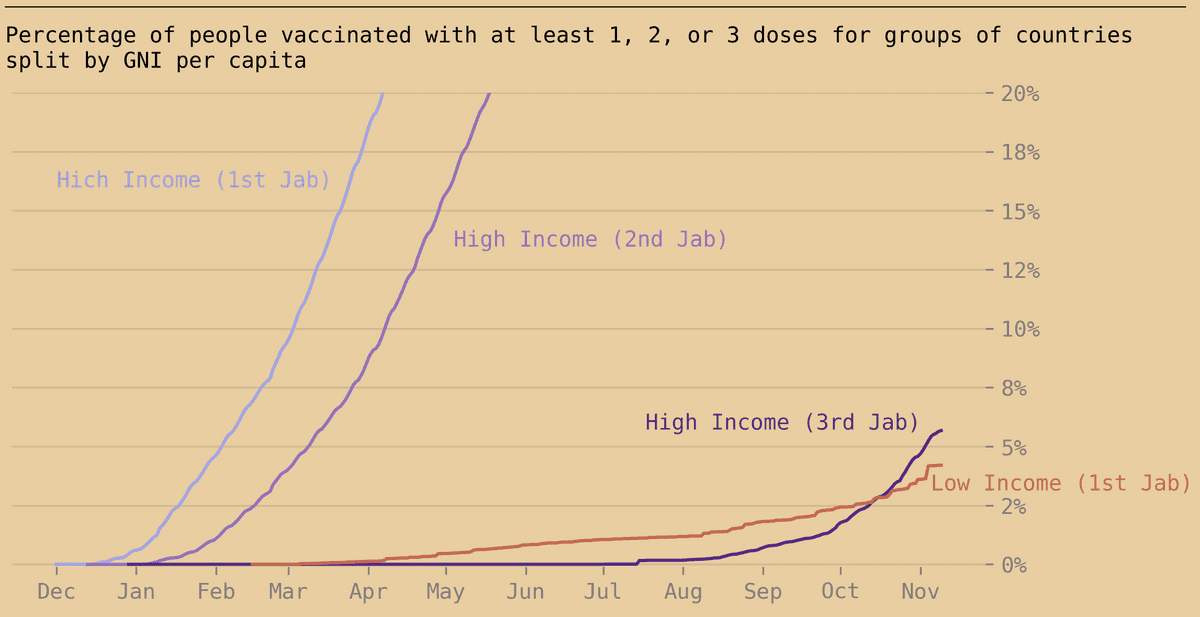 Percentage of people vaccinated with at least 1, 2, or 3 doses for groups of countries
split by GNI per capita
20%
18%
Hich Income (1st Jab)
15%
High Income (2nd Jab)
12%
10%
8%
High Income (3rd Jab)
5%
Low Income (1st Jab)
2%
0%
Dec Jan Feb Mar Apr May Jun Jul Aug Sep Oct Nov